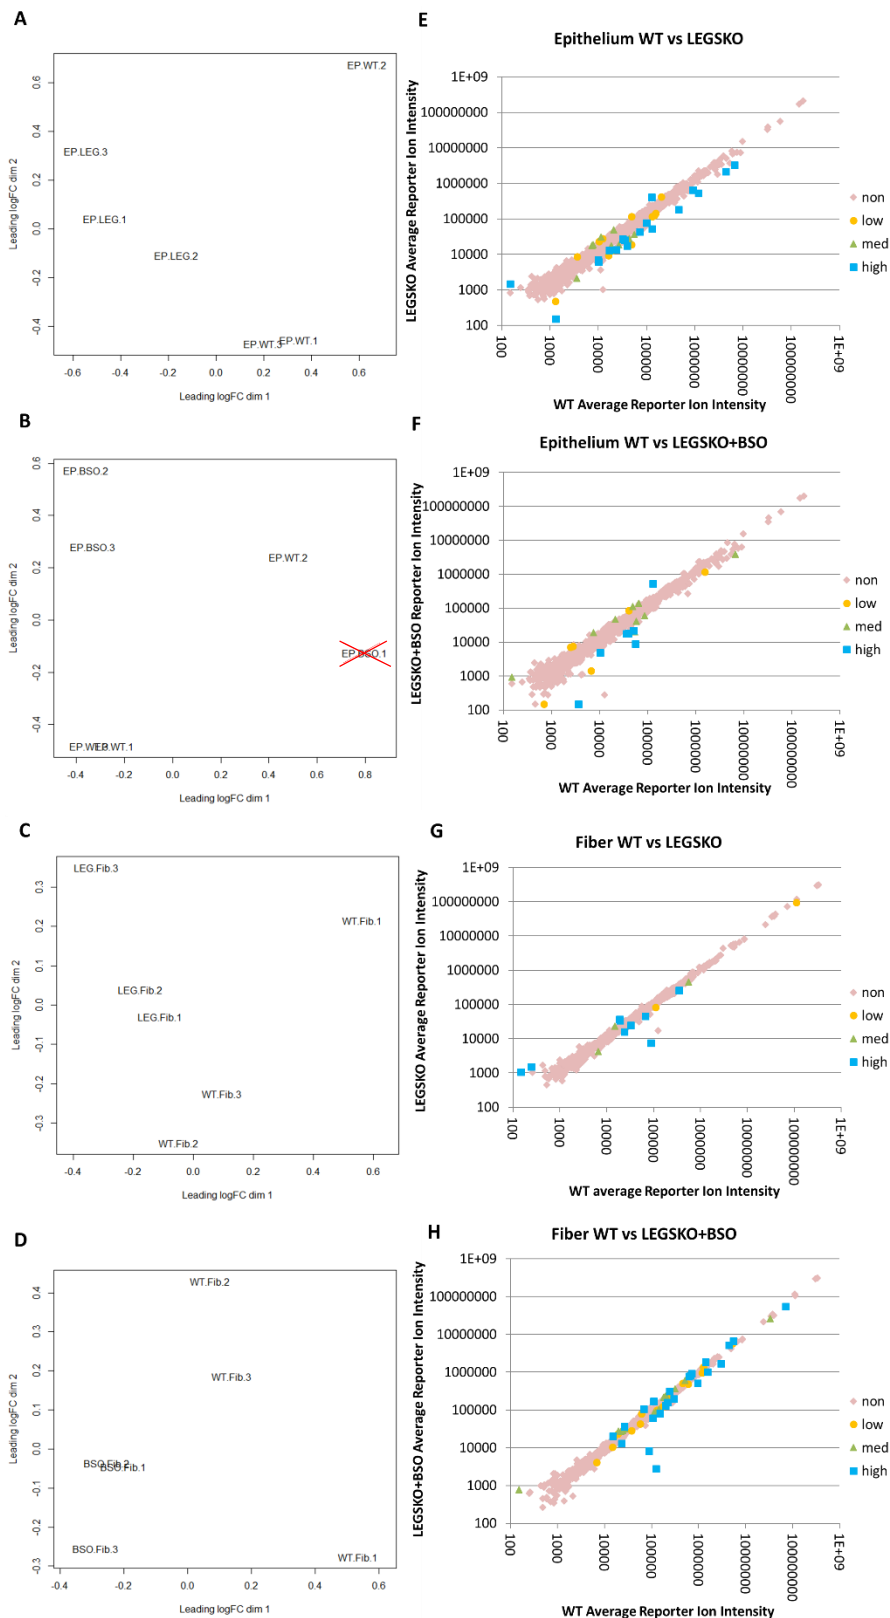 A
EP.WT.2
EP.LEG.3
EP.LEG.1
EP.LEG.2
EP.WT.3
EP.WT.1
Leading logFC dim 2
0.6
0.4
0.2
0.0
-0.2
-0.4
-0.6
-0.4
-0.2
0.0
0.2
0.4
0.6
Leading logFC dim 1
E
Epithelium WT vs LEGSKO
LEGSKO Average Reporter Ion Intensity
1E+09
100000000
10000000
1000000
100000
10000
1000
100
100
1000
10000
100000
1000000
10000000
100000000
1E+09
WT Average Reporter Ion Intensity
non
low
med
high
B
EP.BSO.2
EP.BSO.3
EP.WT.2
EP.BSO.1
EP.WT.3
EP.WT.1
Leading logFC dim 2
0.6
0.4
0.2
0.0
-0.2
-0.4
-0.4
-0.2
0.0
0.2
0.4
0.6
0.8
Leading logFC dim 1
F
Epithelium WT vs LEGSKO+BSO
LEGSKO+BSO Reporter Ion Intensity
1E+09
100000000
10000000
1000000
100000
10000
1000
100
100
1000
10000
100000
1000000
10000000
100000000
1E+09
WT Average Reporter Ion Intensity
non
low
med
high
C
LEG.Fib.3
WT.Fib.1
LEG.Fib.2
LEG.Fib.1
WT.Fib.3
WT.Fib.2
Leading logFC dim 2
0.3
0.2
0.1
0.0
-0.1
-0.2
-0.3
-0.4
-0.2
0.0
0.2
0.4
0.6
Leading logFC dim 1
G
Fiber WT vs LEGSKO
LEGSKO Average Reporter Ion Intensity
1E+09
100000000
10000000
1000000
100000
10000
1000
100
100
1000
10000
100000
1000000
10000000
100000000
1E+09
WT average Reporter Ion Intensity
non
low
med
high
D
WT.Fib.2
WT.Fib.3
BSO.Fib.2
BSO.Fib.1
BSO.Fib.3
WT.Fib.1
Leading logFC dim 2
0.4
0.3
0.2
0.1
0.0
-0.1
-0.2
-0.3
-0.4
-0.2
0.0
0.2
0.4
0.6
Leading logFC dim 1
H
Fiber WT vs LEGSKO+BSO
LEGSKO+BSO Average Reporter Ion Intensity
1E+09
100000000
10000000
1000000
100000
10000
1000
100
100
1000
10000
100000
1000000
10000000
100000000
1E+09
WT Average Reporter Ion Intensity
non
low
med
high